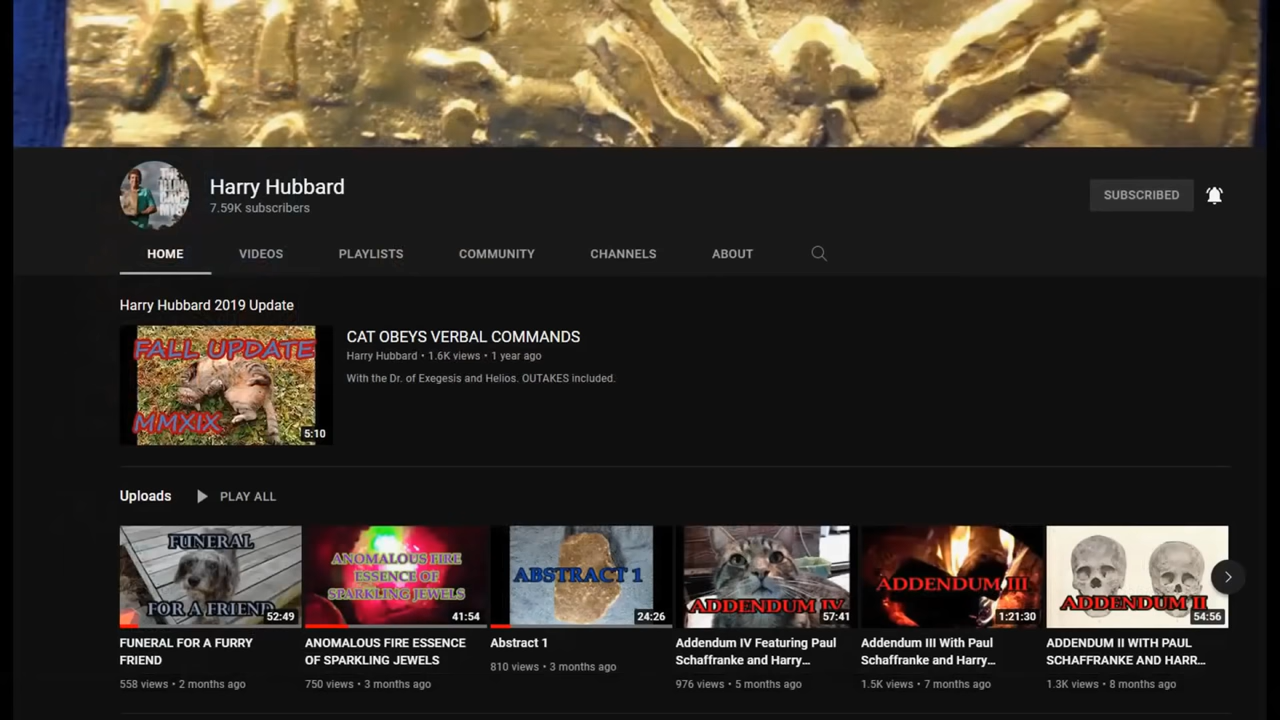 Harry Hubbard
7.59K subscribers
SUBSCRIBED
HOME VIDEOS PLAYLISTS COMMUNITY CHANNELS ABOUT
Harry Hubbard 2019 Update
FALL UPDATE
MMXIX
5:10
CAT OBEYS VERBAL COMMANDS
Harry Hubbard • 1.6K views • 1 year ago
With the Dr. of Exegesis and Helios. OUTAKES included.
Uploads PLAY ALL
FUNERAL
FOR A FRIEND
52:49
FUNERAL FOR A FURRY
FRIEND
558 views • 2 months ago
ANOMALOUS FIRE
ESSENCE OF
SPARKLING JEWELS
41:54
ANOMALOUS FIRE ESSENCE
OF SPARKLING JEWELS
750 views • 3 months ago
ABSTRACT 1
24:26
Abstract 1
810 views • 3 months ago
ADDENDUM IV
57:41
Addendum IV Featuring Paul
Schaffranke and Harry...
976 views • 5 months ago
ADDENDUM III
1:21:30
Addendum III With Paul
Schaffranke and Harry...
1.5K views • 7 months ago
ADDENDUM II
54:56
ADDENDUM II WITH PAUL
SCHAFFRANKE AND HARR...
1.3K views • 8 months ago